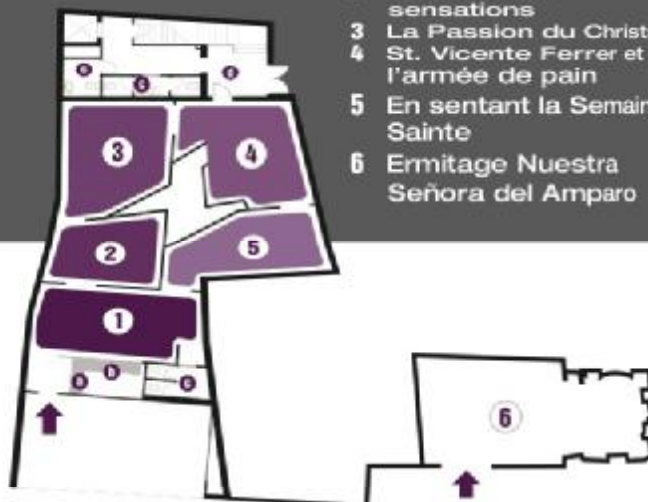 sensations
3 La Passion du Christ
4 St. Vicente Ferrer et
l'armée de pain
5 En sentant la Semain
Sainte
6 Ermitage Nuestra
Señora del Amparo
3
4
2
5
1
6